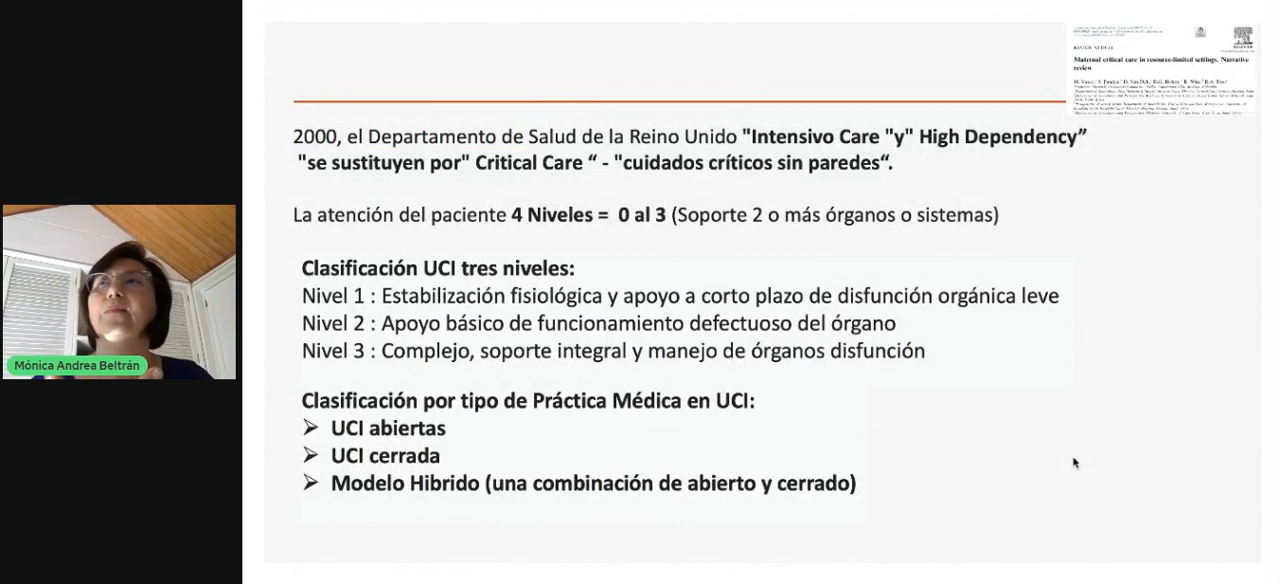 REVIEW ARTICLE
Maternal critical care in resource-limited settings. Narrative
review
2000, el Departamento de Salud de la Reino Unido "Intensivo Care "y" High Dependency”
"se sustituyen por" Critical Care “ - "cuidados críticos sin paredes“.
La atención del paciente 4 Niveles = 0 al 3 (Soporte 2 o más órganos o sistemas)
Clasificación UCI tres niveles:
Nivel 1 : Estabilización fisiológica y apoyo a corto plazo de disfunción orgánica leve
Nivel 2 : Apoyo básico de funcionamiento defectuoso del órgano
Nivel 3 : Complejo, soporte integral y manejo de órganos disfunción
Mónica Andrea Beltrán
Clasificación por tipo de Práctica Médica en UCI:
➢ UCI abiertas
➢ UCI cerrada
➢ Modelo Hibrido (una combinación de abierto y cerrado)